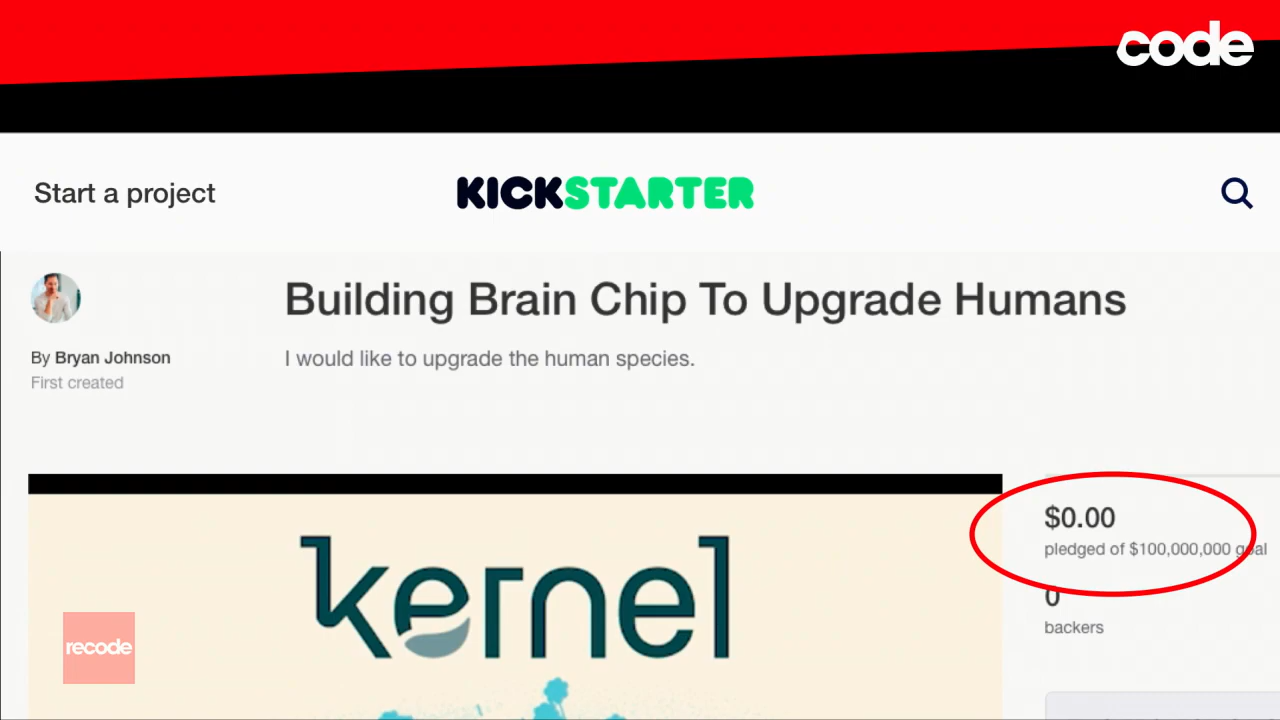 code
Start a project
KICKSTARTER
Building Brain Chip To Upgrade Humans
By Bryan Johnson
I would like to upgrade the human species.
First created
$0.00
pledged of $100,000,000 goal
0
backers
kernel
recode